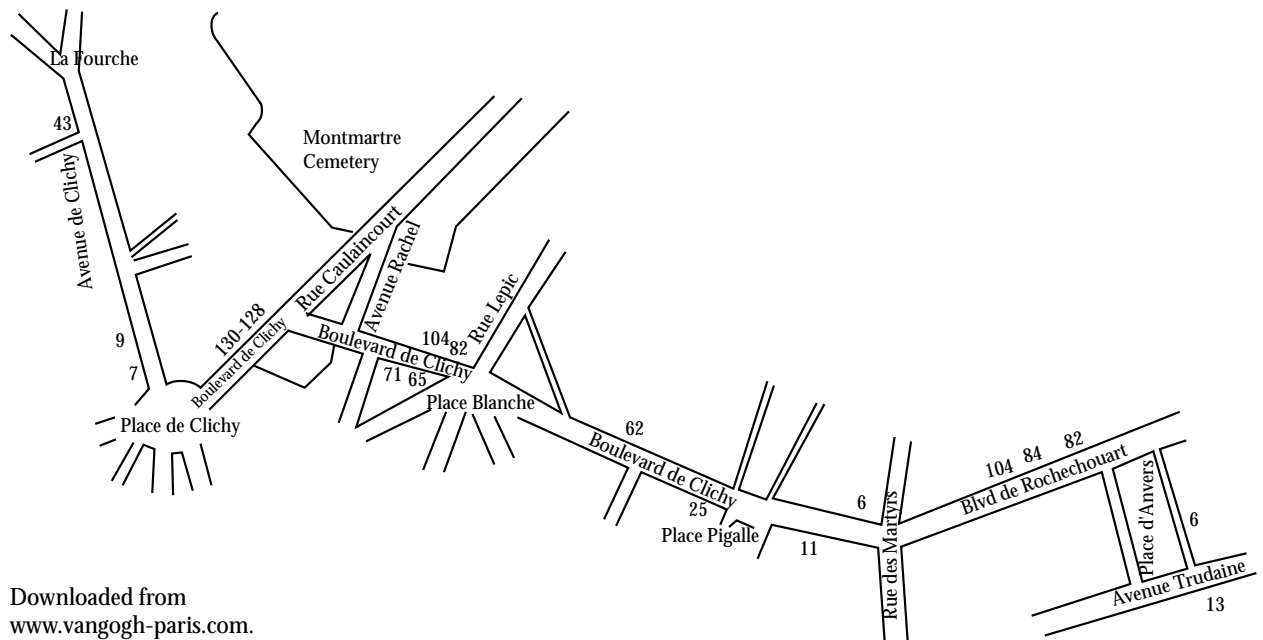 La Fourche
43
Avenue de Clichy
9
7
Place de Clichy
Montmartre
Cemetery
130-128
Boulevard de Clichy
Rue Caulaincourt
Avenue Rachel
Boulevard de Clichy
104
82
71
65
Rue Lepic
Place Blanche
62
Boulevard de Clichy
25
Place Pigalle
6
11
Rue des Martyrs
104
84
82
Blvd de Rochechouart
Place d'Anvers
6
Avenue Trudaine
13
Downloaded from
www.vangogh-paris.com.